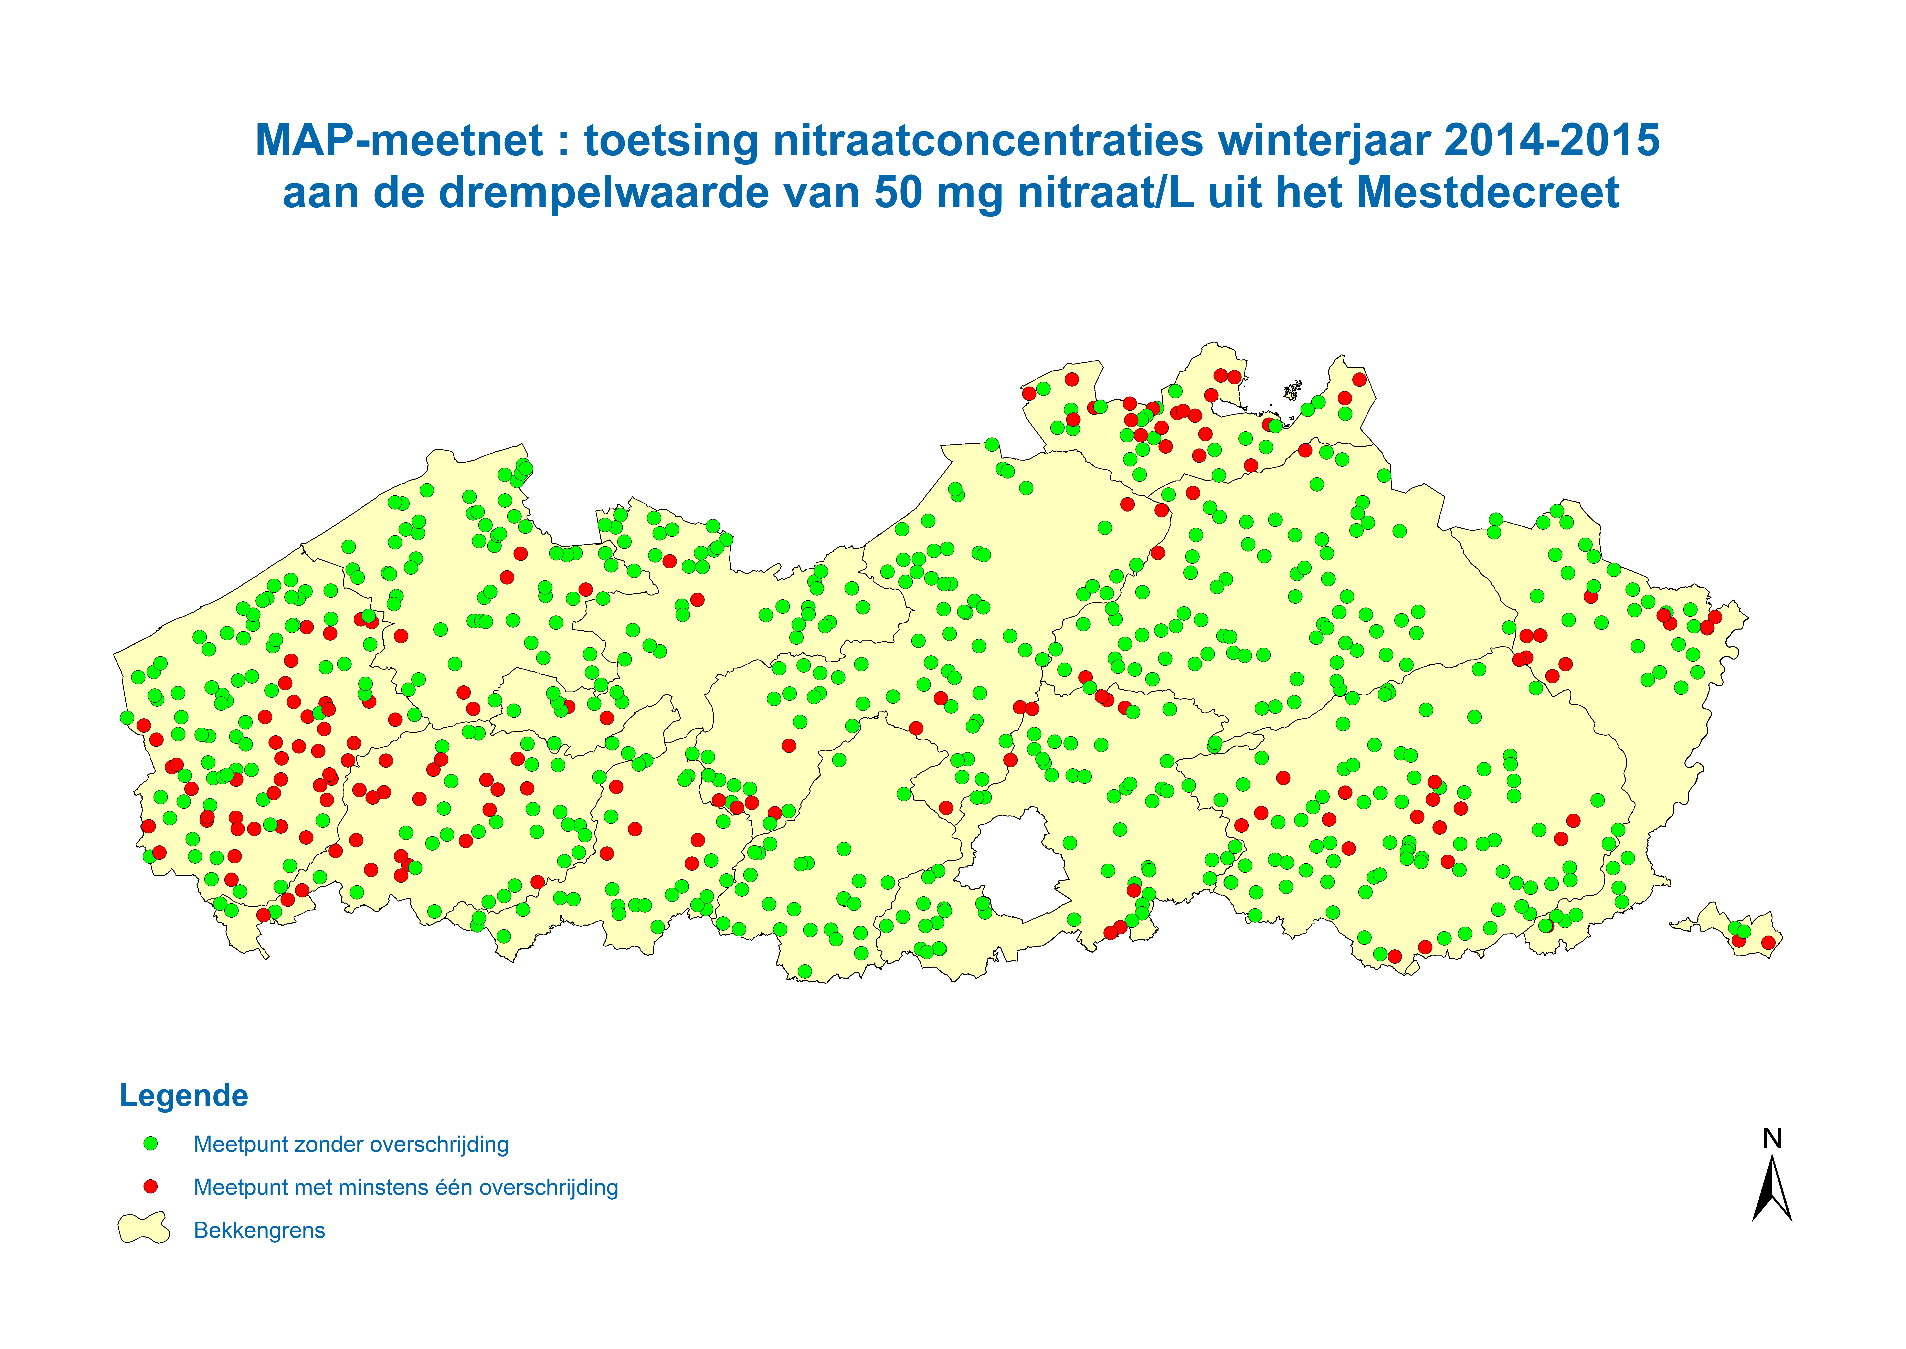 MAP-meetnet : toetsing nitraatconcentraties winterjaar 2014-2015
aan de drempelwaarde van 50 mg nitraat/L uit het Mestdecreet
Legende
Meetpunt zonder overschrijding
Meetpunt met minstens één overschrijding
Bekkengrens
N